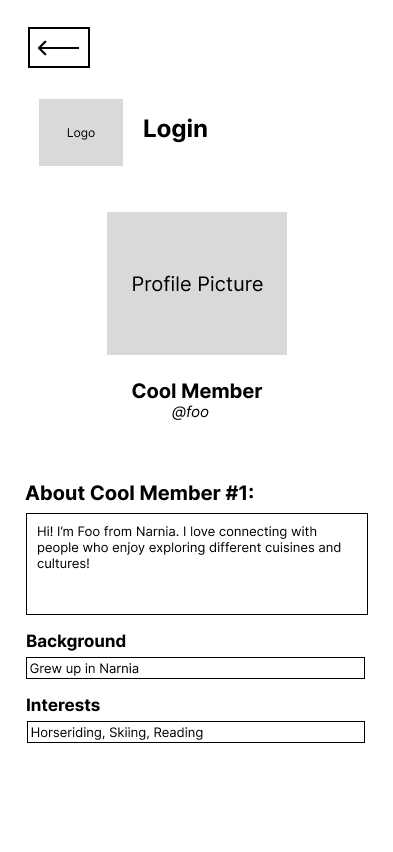 Logo
Login
Profile Picture
Cool Member
@foo
About Cool Member #1:
Hi! I’m Foo from Narnia. I love connecting with
people who enjoy exploring different cuisines and
cultures!
Background
Grew up in Narnia
Interests
Horseriding, Skiing, Reading